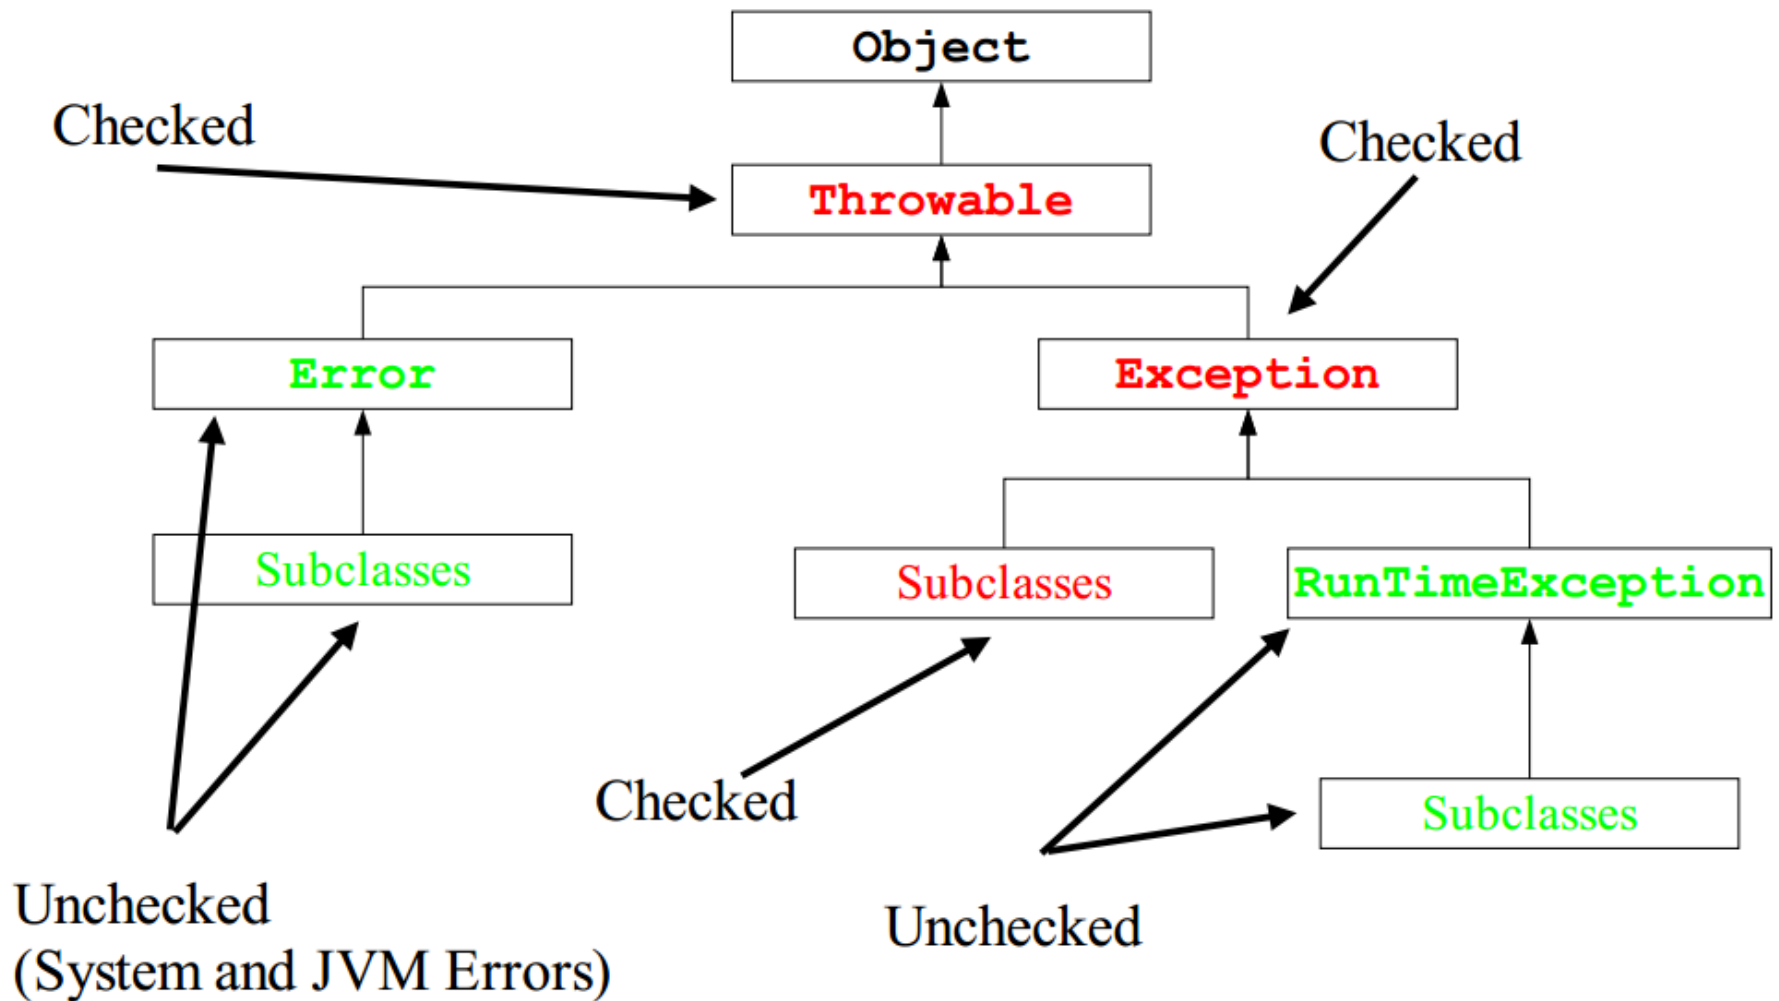 Object
Checked
Checked
Throwable
Error
Exception
Subclasses
Subclasses
RunTimeException
Checked
Subclasses
Unchecked
(System and JVM Errors)
Unchecked